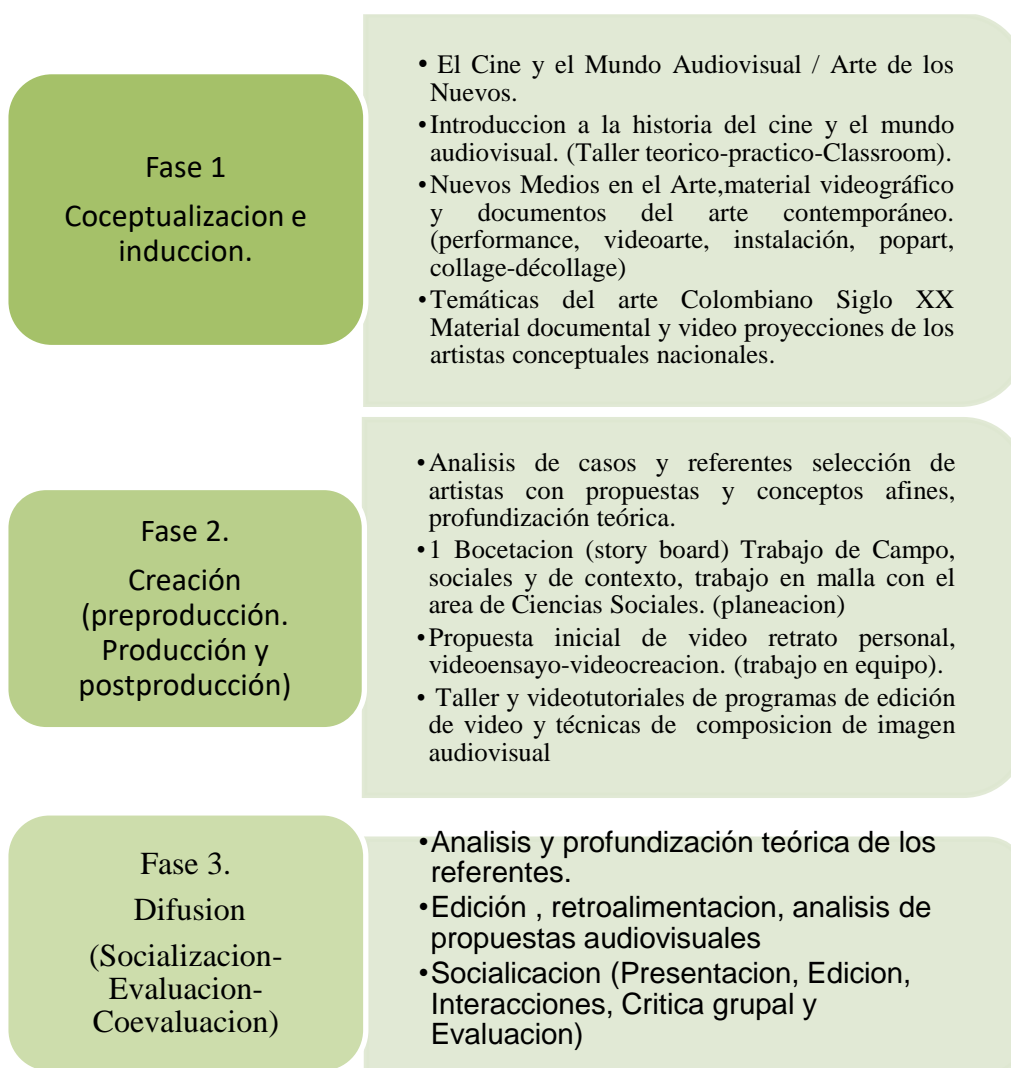 Fase 1
Coceptualizacion e
induccion.
• El Cine y el Mundo Audiovisual / Arte de los
Nuevos.
•Introduccion a la historia del cine y el mundo
audiovisual. (Taller teorico-practico-Classroom).
•Nuevos Medios en el Arte,material videográfico
y documentos del arte contemporáneo.
(performance, videoarte, instalación, popart,
collage-décollage)
•Temáticas del arte Colombiano Siglo XX
Material documental y video proyecciones de los
artistas conceptuales nacionales.
Fase 2.
Creación
(preproducción.
Producción y
postproducción)
•Analisis de casos y referentes selección de
artistas con propuestas y conceptos afines,
profundización teórica.
•1 Bocetacion (story board) Trabajo de Campo,
sociales y de contexto, trabajo en malla con el
area de Ciencias Sociales. (planeacion)
•Propuesta inicial de video retrato personal,
videoensayo-videocreacion. (trabajo en equipo).
• Taller y videotutoriales de programas de edición
de video y técnicas de composicion de imagen
audiovisual
Fase 3.
Difusion
(Socializacion-
Evaluacion-
Coevaluacion)
•Analisis y profundización teórica de los
referentes.
•Edición , retroalimentacion, analisis de
propuestas audiovisuales
•Socialicacion (Presentacion, Edicion,
Interacciones, Critica grupal y
Evaluacion)